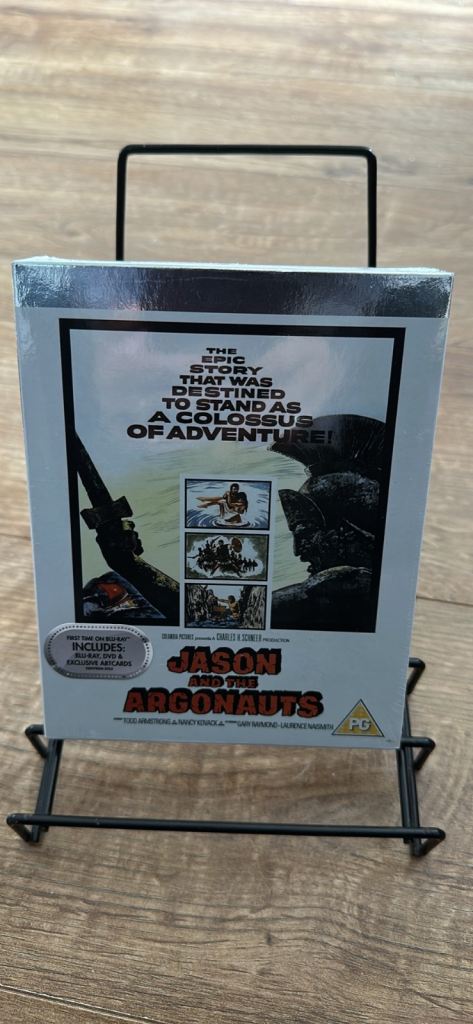 THE
EPIC
STORY
THAT WAS
DESTINED
TO STAND AS
A COLOSSUS
OF ADVENTURE!
COLUMBIA PICTURES presents A CHARLES H. SCHNEER PRODUCTION
FIRST TIME ON BLU-RAY™
INCLUDES:
BLU-RAY, DVD &
EXCLUSIVE ARTCARDS
JASON
AND THE
ARGONAUTS
TODD ARMSTRONG NANCY KOVACK GARY RAYMOND · LAURENCE NAISMITH
PG